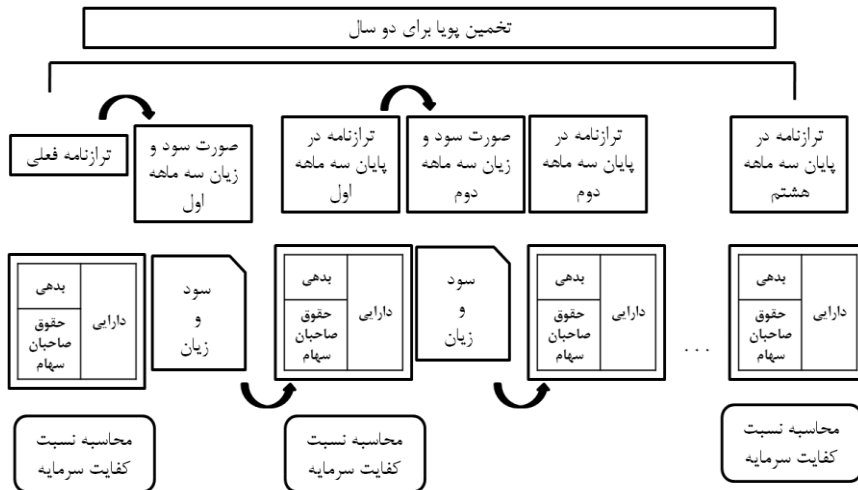 تخمین پویا برای دو سال
ترازنامه فعلی
صورت سود و
زیان سه ماهه
اول
ترازنامه در
پایان سه ماهه
اول
صورت سود و
زیان سه ماهه
دوم
ترازنامه در
پایان سه ماهه
دوم
ترازنامه در
پایان سه ماهه
هشتم
بدهی
حقوق
صاحبان
سهام
دارایی
سود
و
زیان
بدهی
حقوق
صاحبان
سهام
دارایی
سود
و
زیان
بدهی
حقوق
صاحبان
سهام
دارایی
. . .
بدهی
حقوق
صاحبان
سهام
دارایی
محاسبه نسبت
کفایت سرمایه
محاسبه نسبت
کفایت سرمایه
محاسبه نسبت
کفایت سرمایه